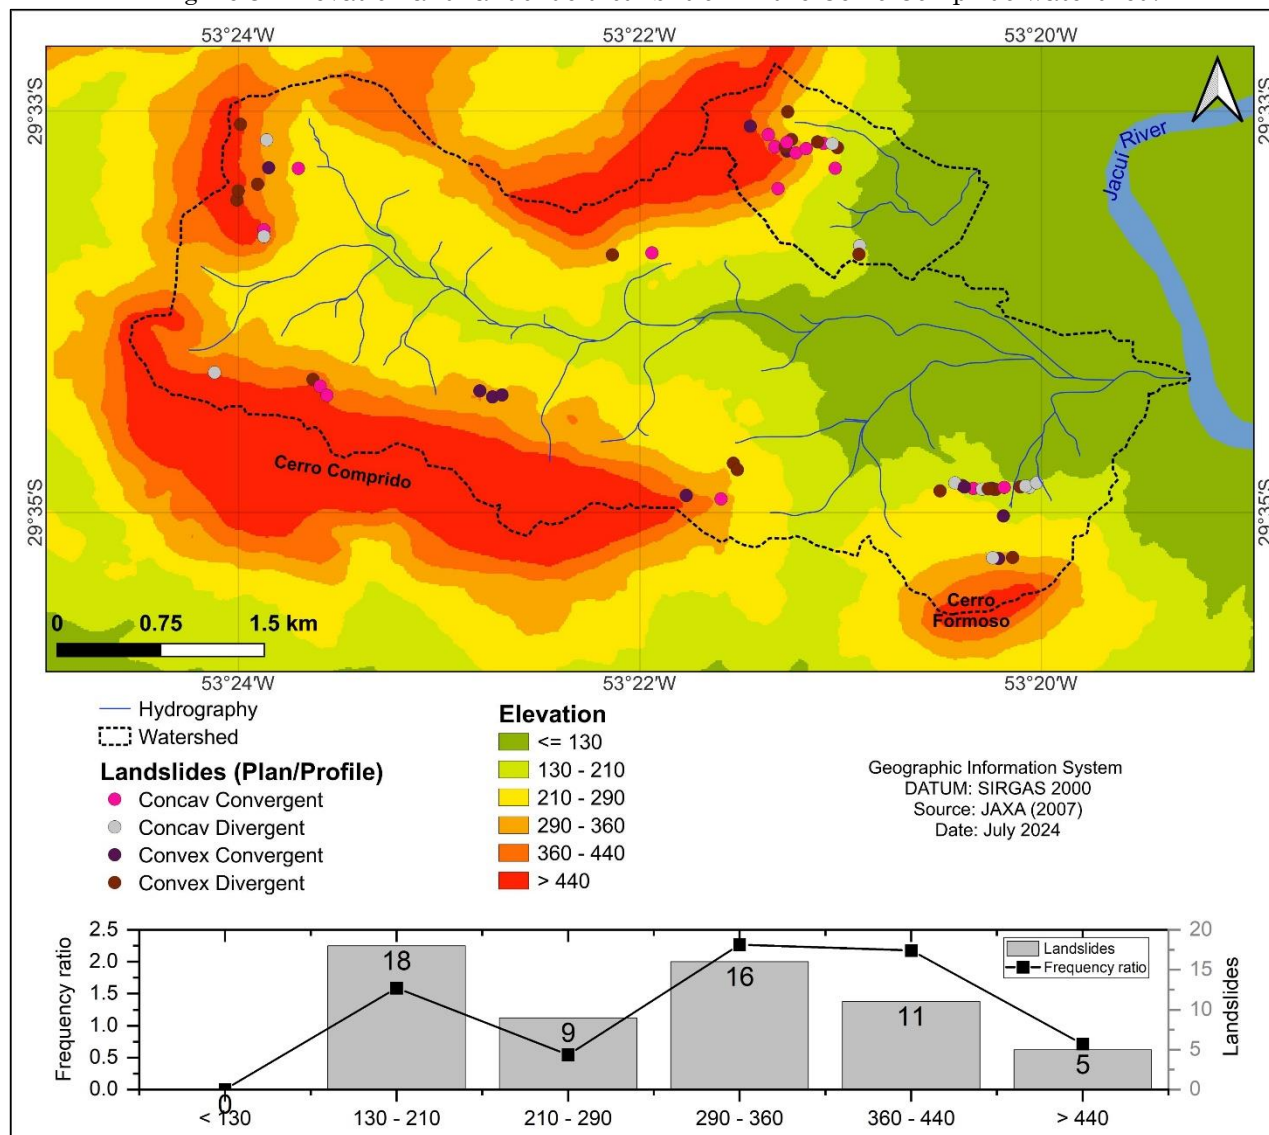 53°24'W 53°22'W 53°20'W
29°33'S 29°33'S
Jacuí River
Cerro Comprido
29°35'S 29°35'S
Cerro
Formoso
0 0.75 1.5 km
53°24'W 53°22'W 53°20'W
Hydrography
Watershed
Landslides (Plan/Profile)
Concav Convergent
Concav Divergent
Convex Convergent
Convex Divergent
Elevation
<= 130
130 - 210
210 - 290
290 - 360
360 - 440
> 440
Geographic Information System
DATUM: SIRGAS 2000
Source: JAXA (2007)
Date: July 2024
Frequency ratio
2.5
2.0
1.5
1.0
0.5
0.0
Landslides
Frequency ratio
0 18 9 16 11 5
20
15
10
5
0
Landslides
< 130 130 - 210 210 - 290 290 - 360 360 - 440 > 440